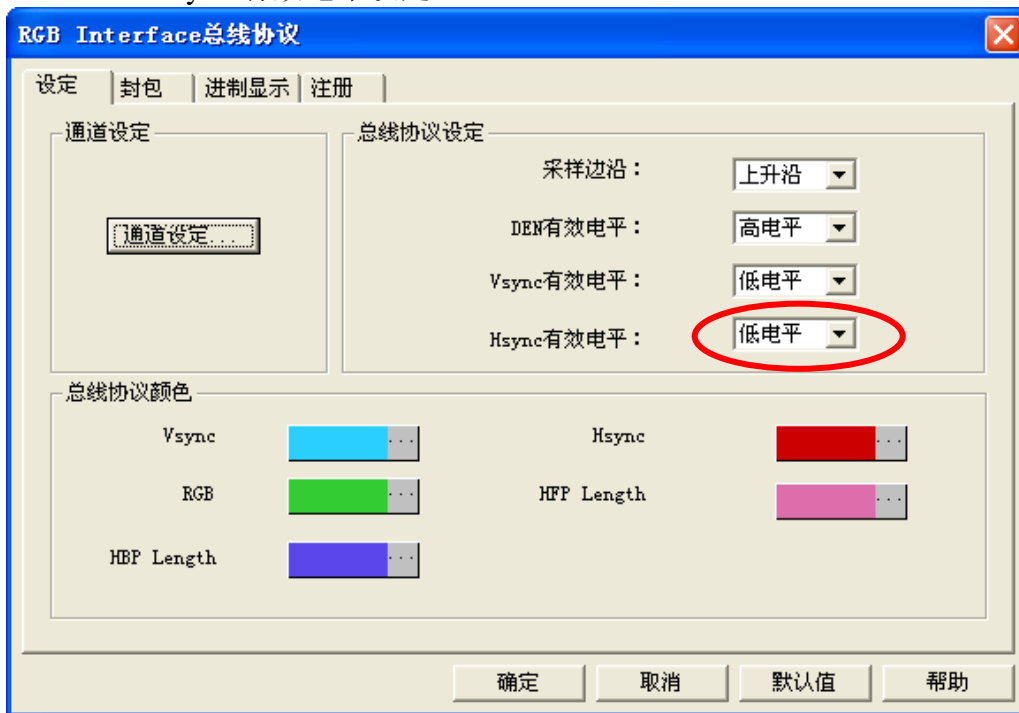 RGB Interface总线协议
设定 封包 进制显示 注册
通道设定
通道设定...
总线协议设定
采样边沿： 上升沿
DEN有效电平： 高电平
Vsync有效电平： 低电平
Hsync有效电平： 低电平
总线协议颜色
Vsync ... Hsync ...
RGB ... HFP Length ...
HBP Length ...
确定 取消 默认值 帮助